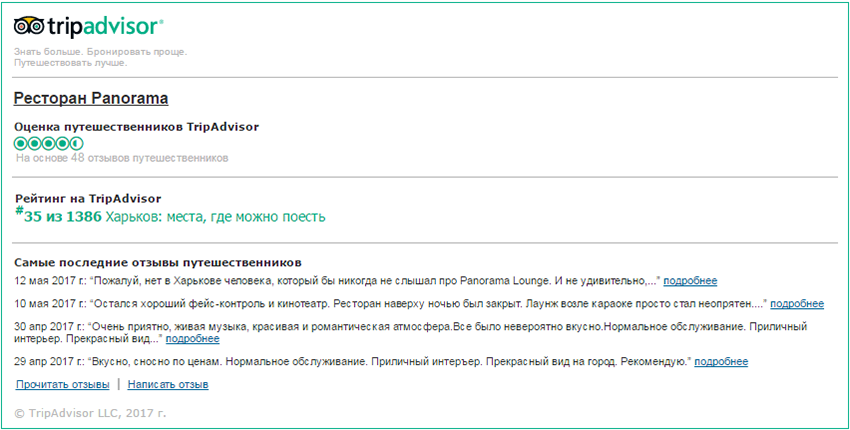 tripadvisor®
Знать больше. Бронировать проще.
Путешествовать лучше.
Ресторан Panorama
Оценка путешественников TripAdvisor
На основе 48 отзывов путешественников
Рейтинг на TripAdvisor
#35 из 1386 Харьков: места, где можно поесть
Самые последние отзывы путешественников
12 мая 2017 г.: “Пожалуй, нет в Харькове человека, который бы никогда не слышал про Panorama Lounge. И не удивительно,...” подробнее
10 мая 2017 г.: “Остался хороший фейс-контроль и кинотеатр. Ресторан наверху ночью был закрыт. Лаунж возле караоке просто стал неопрятен....” подробнее
30 апр 2017 г.: “Очень приятно, живая музыка, красивая и романтическая атмосфера.Все было невероятно вкусно.Нормальное обслуживание. Приличный
интерьер. Прекрасный вид...” подробнее
29 апр 2017 г.: “Вкусно, сносно по ценам. Нормальное обслуживание. Приличный интеръер. Прекрасный вид на город. Рекомендую.” подробнее
Прочитать отзывы | Написать отзыв
© TripAdvisor LLC, 2017 г.